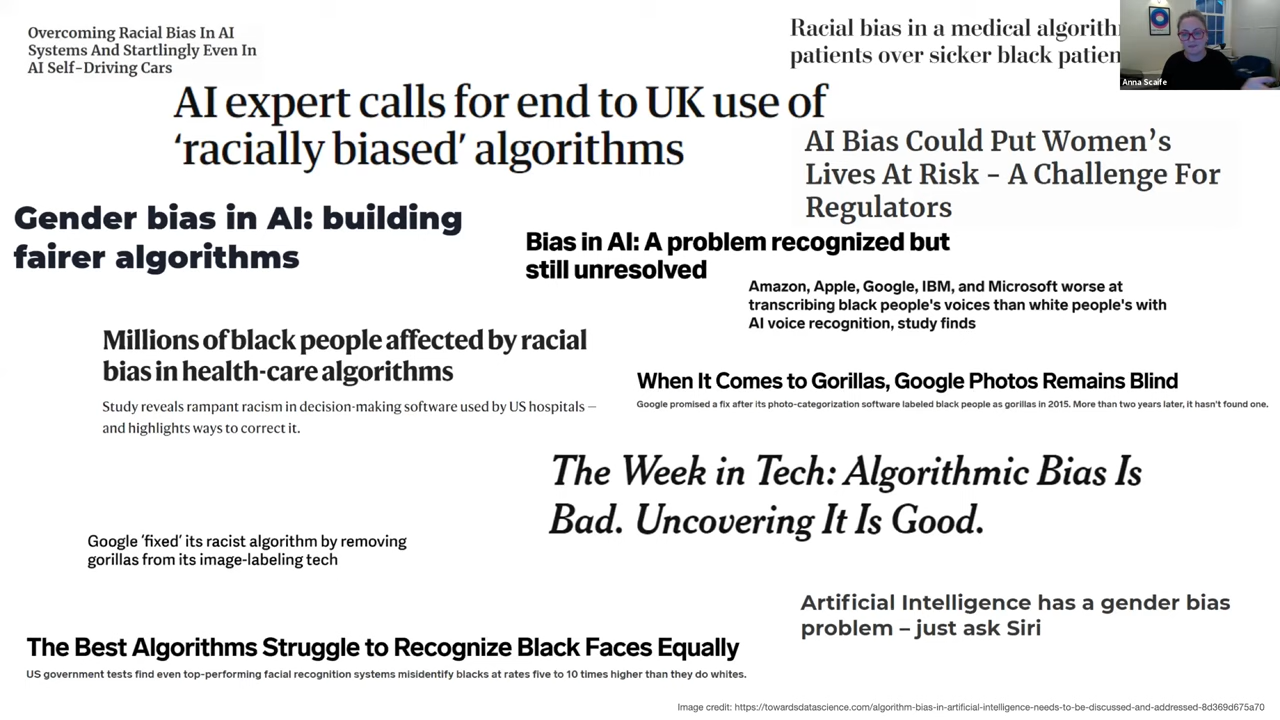 Overcoming Racial Bias In AI
Systems And Startlingly Even In
AI Self-Driving Cars
Racial bias in a medical
patients over sicker black
Anna Scaife
AI expert calls for end to UK use of
‘racially biased’ algorithms
AI Bias Could Put Women’s
Lives At Risk - A Challenge For
Regulators
Gender bias in AI: building
fairer algorithms
Bias in AI: A problem recognized but
still unresolved
Amazon, Apple, Google, IBM, and Microsoft worse at
transcribing black people's voices than white people's with
AI voice recognition, study finds
Millions of black people affected by racial
bias in health-care algorithms
Study reveals rampant racism in decision-making software used by US hospitals —
and highlights ways to correct it.
When It Comes to Gorillas, Google Photos Remains Blind
Google promised a fix after its photo-categorization software labeled black people as gorillas in 2015. More than two years later, it hasn't found one.
The Week in Tech: Algorithmic Bias Is
Bad. Uncovering It Is Good.
Google ‘fixed’ its racist algorithm by removing
gorillas from its image-labeling tech
Artificial Intelligence has a gender bias
problem – just ask Siri
The Best Algorithms Struggle to Recognize Black Faces Equally
US government tests find even top-performing facial recognition systems misidentify blacks at rates five to 10 times higher than they do whites.
Image credit: https://towardsdatascience.com/algorithm-bias-in-artificial-intelligence-needs-to-be-discussed-and-addressed-8d369d675a70